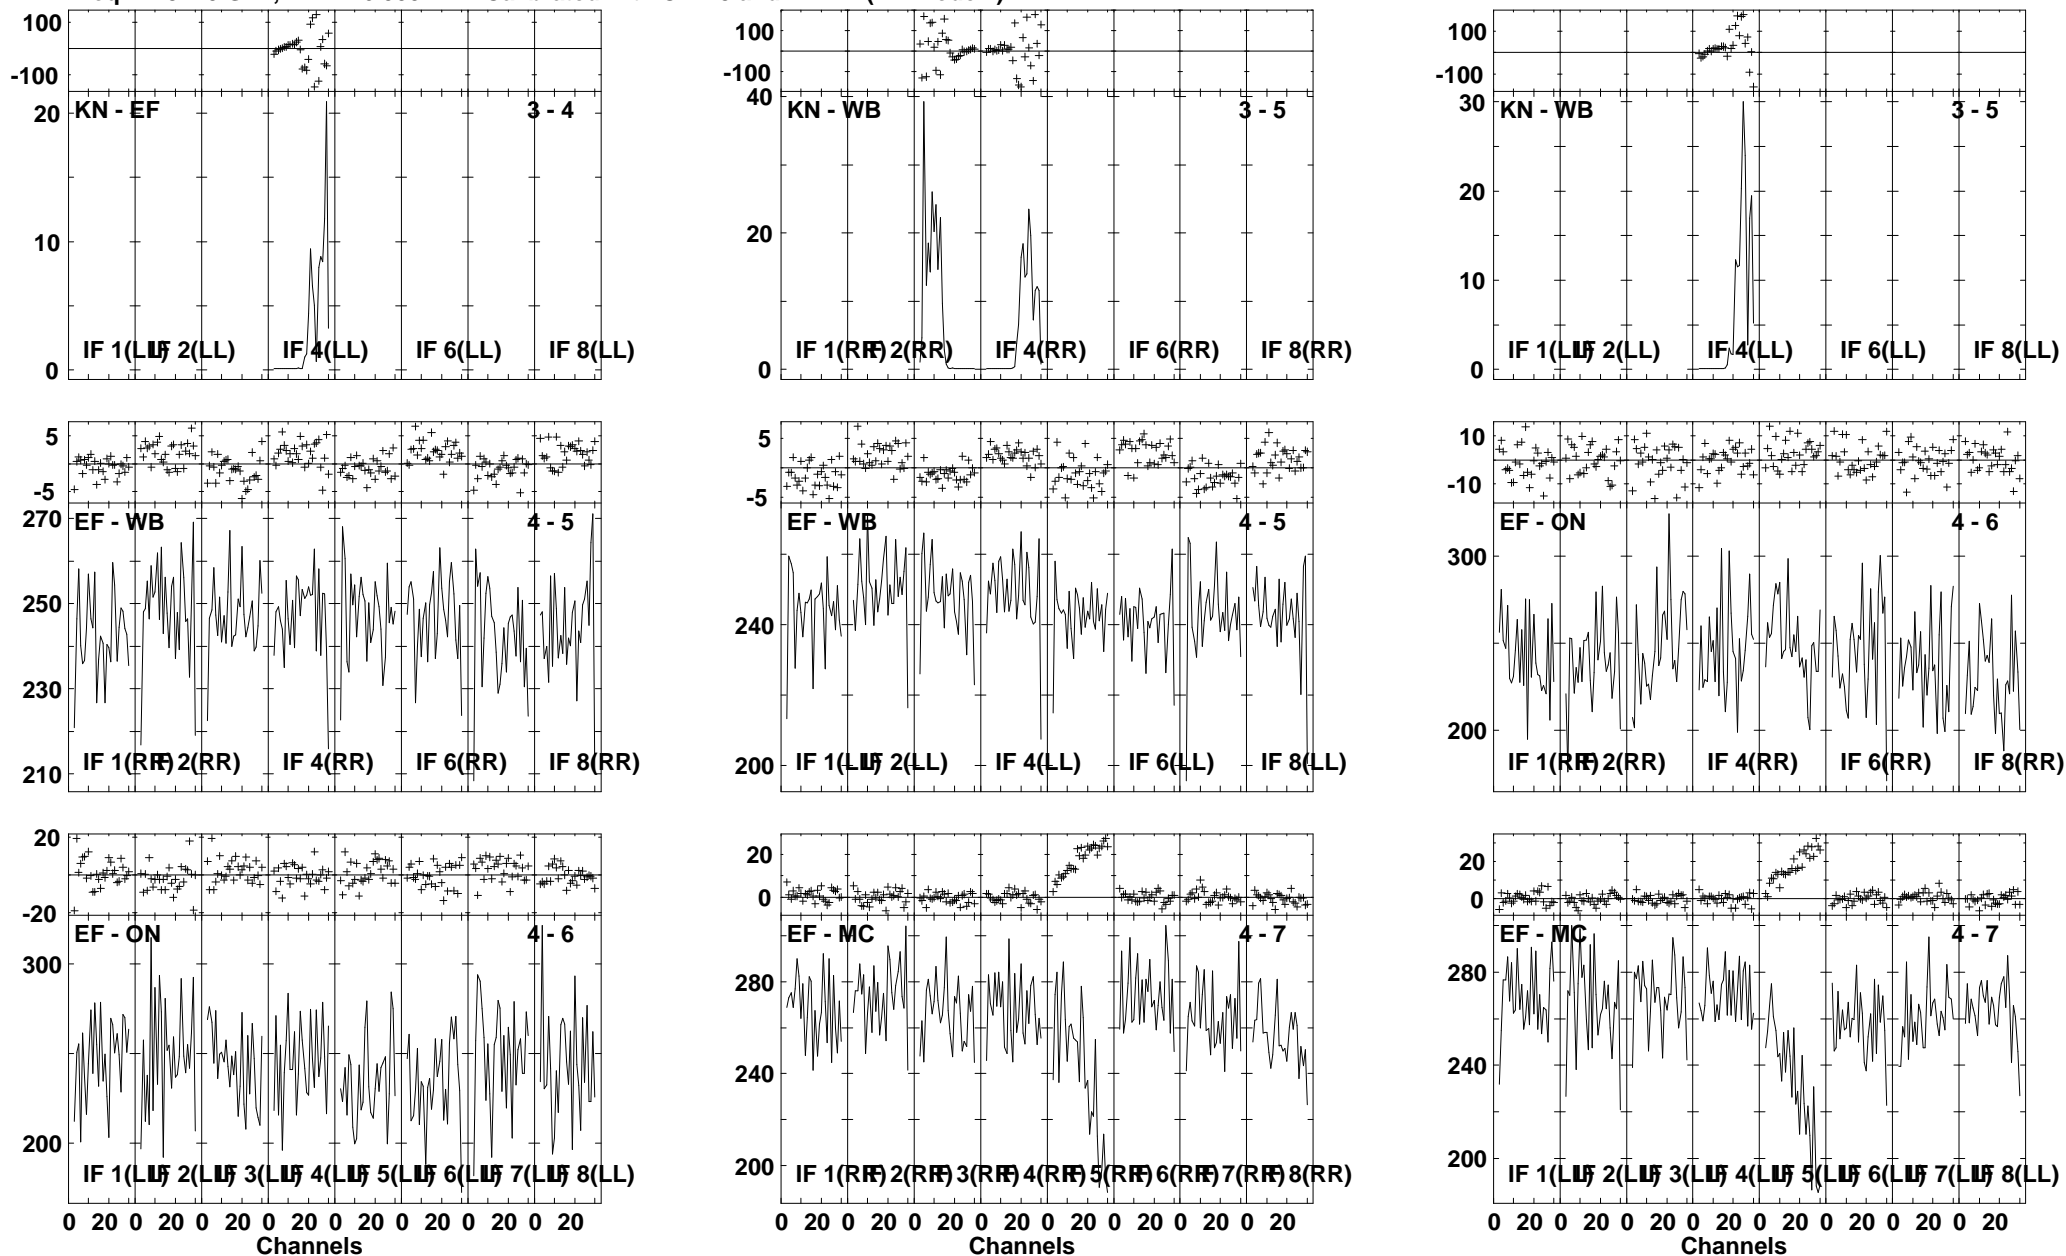 100
-100
20
10
0
KN - EF 3 - 4
IF 1(LL) IF 2(LL) IF 4(LL) IF 6(LL) IF 8(LL)
100
-100
40
20
0
KN - WB 3 - 5
IF 1(RR) IF 2(RR) IF 4(RR) IF 6(RR) IF 8(RR)
100
-100
30
20
10
0
KN - WB 3 - 5
IF 1(LL) IF 2(LL) IF 4(LL) IF 6(LL) IF 8(LL)
5
-5
270
250
230
210
EF - WB 4 - 5
IF 1(RR) IF 2(RR) IF 4(RR) IF 6(RR) IF 8(RR)
5
-5
240
200
EF - WB 4 - 5
IF 1(LL) IF 2(LL) IF 4(LL) IF 6(LL) IF 8(LL)
10
-10
300
200
EF - ON 4 - 6
IF 1(RR) IF 2(RR) IF 4(RR) IF 6(RR) IF 8(RR)
20
0
-20
300
200
EF - ON 4 - 6
IF 1(LL) IF 2(LL) IF 3(LL) IF 4(LL) IF 5(LL) IF 6(LL) IF 7(LL) IF 8(LL)
0 20 0 20 0 20 0 20 0 20 0 20 0 20 0 20
Channels
20
0
280
240
200
EF - MC 4 - 7
IF 1(RR) IF 2(RR) IF 3(RR) IF 4(RR) IF 5(RR) IF 6(RR) IF 7(RR) IF 8(RR)
0 20 0 20 0 20 0 20 0 20 0 20 0 20 0 20
Channels
20
0
280
240
200
EF - MC 4 - 7
IF 1(LL) IF 2(LL) IF 3(LL) IF 4(LL) IF 5(LL) IF 6(LL) IF 7(LL) IF 8(LL)
0 20 0 20 0 20 0 20 0 20 0 20 0 20 0 20
Channels